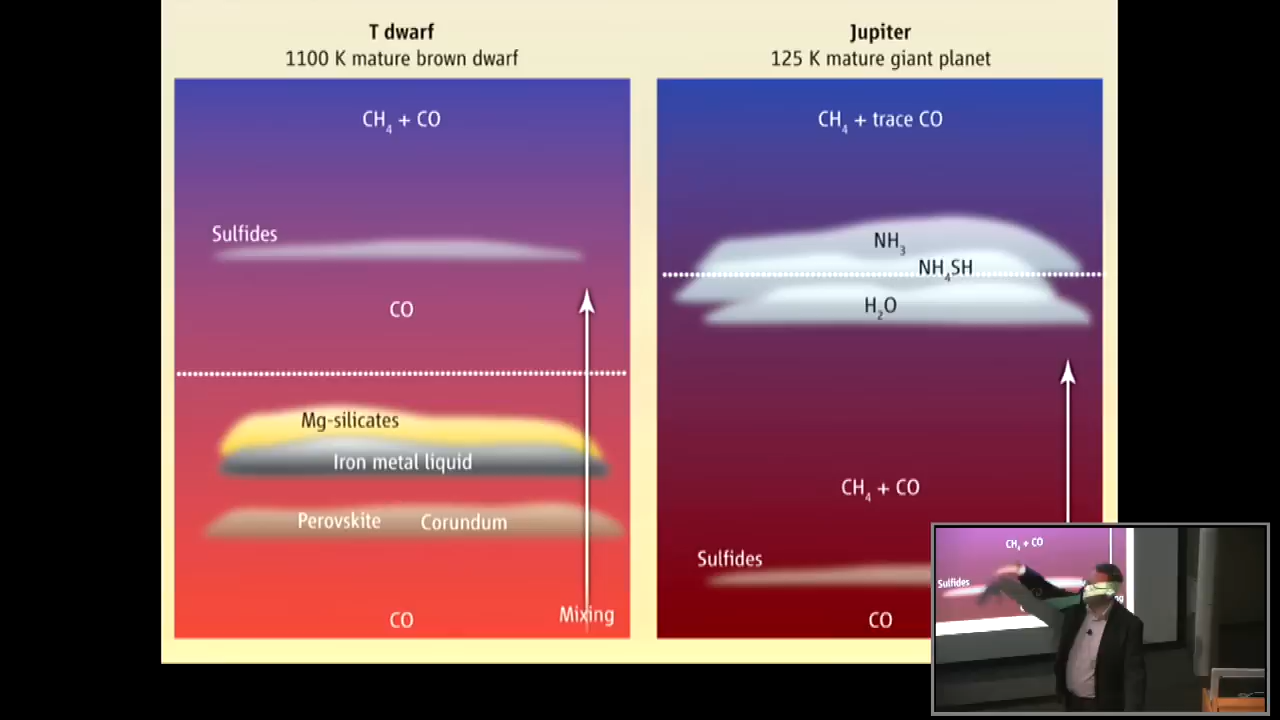 T dwarf
1100 K mature brown dwarf
CH₄ + CO
Sulfides
CO
Mg-silicates
Iron metal liquid
Perovskite Corundum
CO
Mixing
Jupiter
125 K mature giant planet
CH₄ + trace CO
NH₃
NH₄SH
H₂O
CH₄ + CO
Sulfides
CO
CH₄ + CO
Sulfides